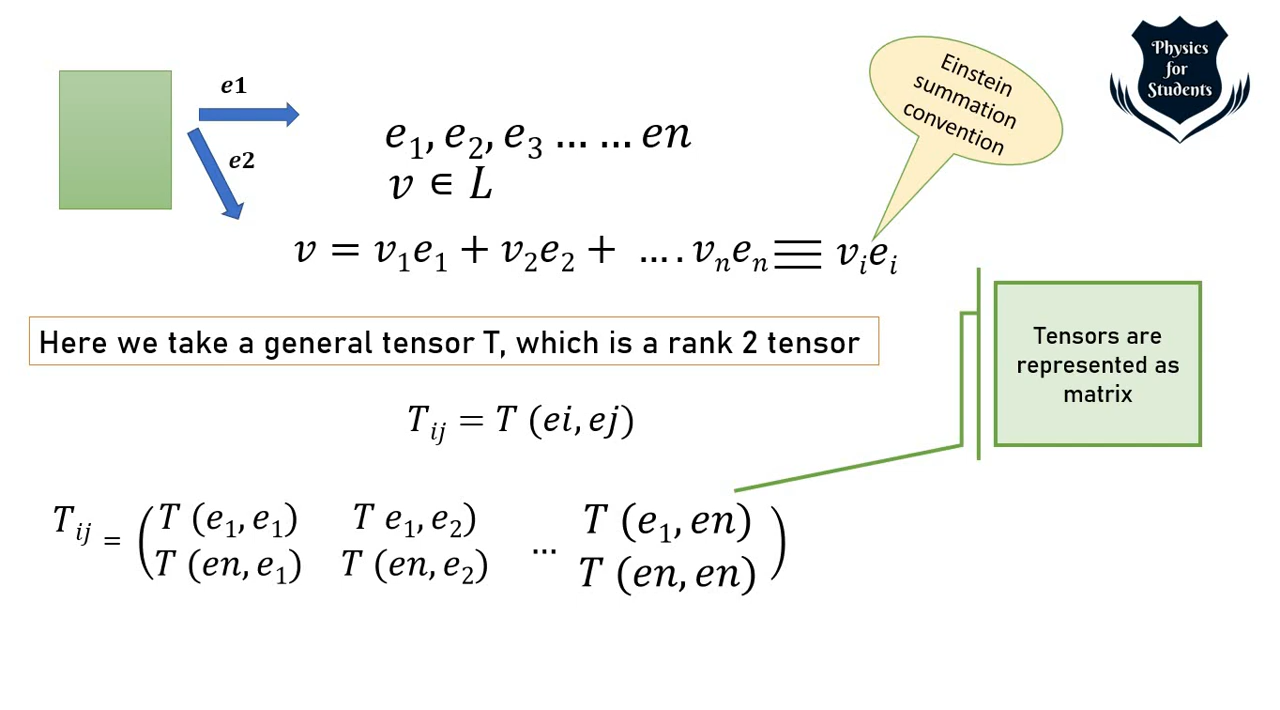 Physics
for
Students
e1
e2
Einstein
summation
convention
e₁, e₂, e₃ ... ... en
v ∈ L
v = v₁e₁ + v₂e₂ + .... vₙeₙ ≡ vᵢeᵢ
Here we take a general tensor T, which is a rank 2 tensor
Tensors are
represented as
matrix
Tᵢⱼ = T (ei, ej)
Tᵢⱼ = (T (e₁, e₁) T e₁, e₂) ... T (e₁, en)
T (en, e₁) T (en, e₂) T (en, en) )